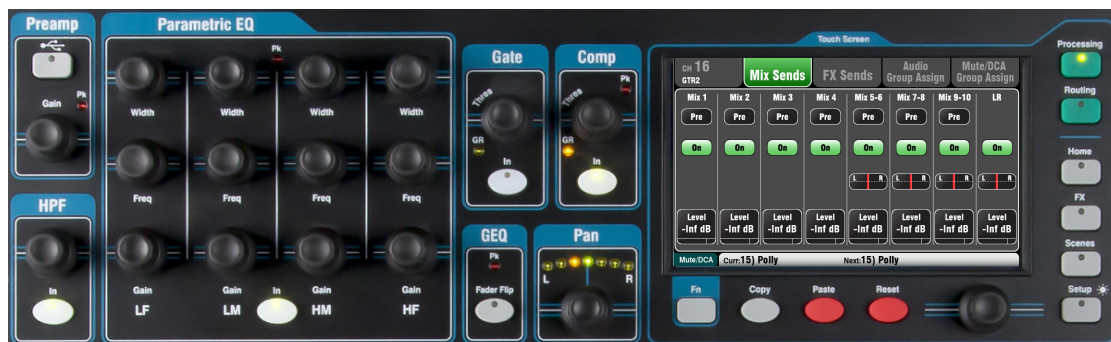 Preamp
Gain
Pk
HPF
In
Parametric EQ
Pk
Width
Width
Width
Width
Freq
Freq
Freq
Freq
Gain
Gain
In
Gain
Gain
LF
LM
HM
HF
Gate
Thres
GR
In
Comp
Pk
Thres
GR
In
GEQ
Pk
Fader Flip
Pan
L
R
Touch Screen
CH 16
GTR2
Mix Sends
FX Sends
Audio
Group Assign
Mute/DCA
Group Assign
Mix 1
Mix 2
Mix 3
Mix 4
Mix 5-6
Mix 7-8
Mix 9-10
LR
Pre
Pre
Pre
Pre
Pre
Pre
Pre
On
On
On
On
On
On
On
On
L R
L R
L R
L R
Level
-Inf dB
Level
-Inf dB
Level
-Inf dB
Level
-Inf dB
Level
-Inf dB
Level
-Inf dB
Level
-Inf dB
Level
-Inf dB
Mute/DCA
Curr:15) Polly
Next:15) Polly
Fn
Copy
Paste
Reset
Processing
Routing
Home
FX
Scenes
Setup